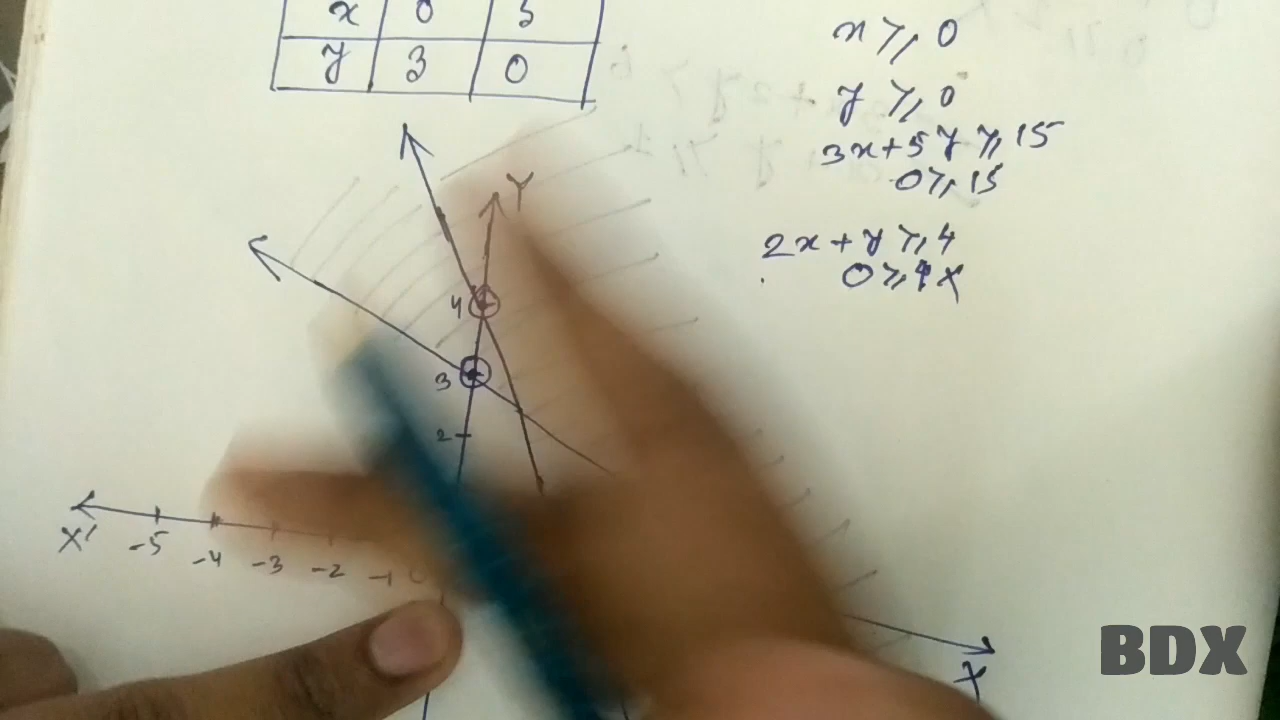 x 0 5
y 3 0
x ≥ 0
y ≥ 0
3x+5y ≥ 15
0 ≥ 15
2x + y ≥ 4
0 ≥ 4 x
Y
4
3
2
X' -5 -4 -3 -2 -1 0
X
BDX